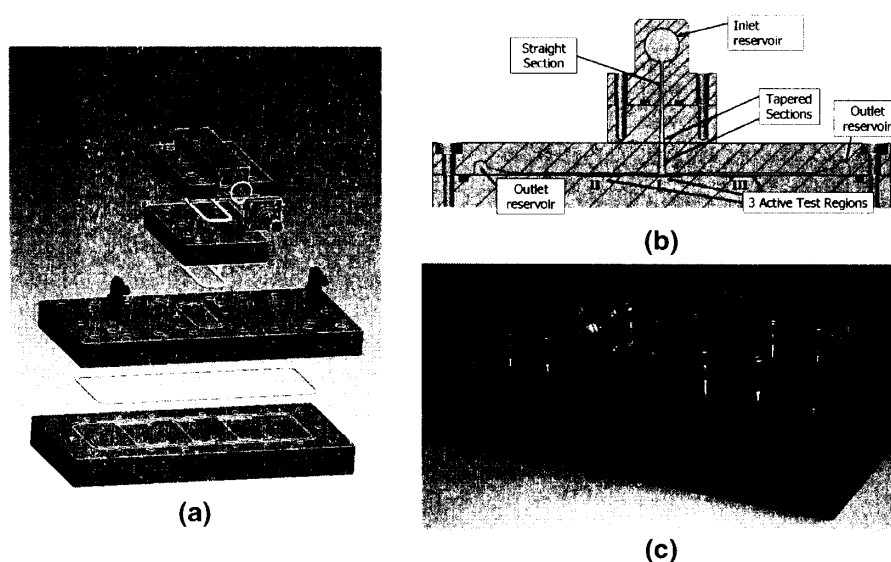 Inlet
reservoir
Straight
Section
Tapered
Sections
Outlet
reservoir
Outlet
reservoir
II
I
III
3 Active Test Regions
(b)
(a)
(c)